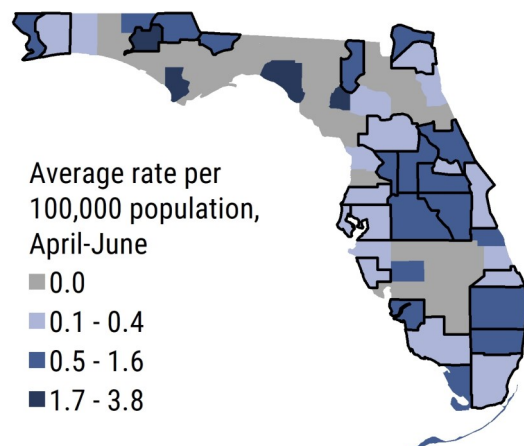 Average rate per
100,000 population,
April-June
0.0
0.1 - 0.4
0.5 - 1.6
1.7 - 3.8